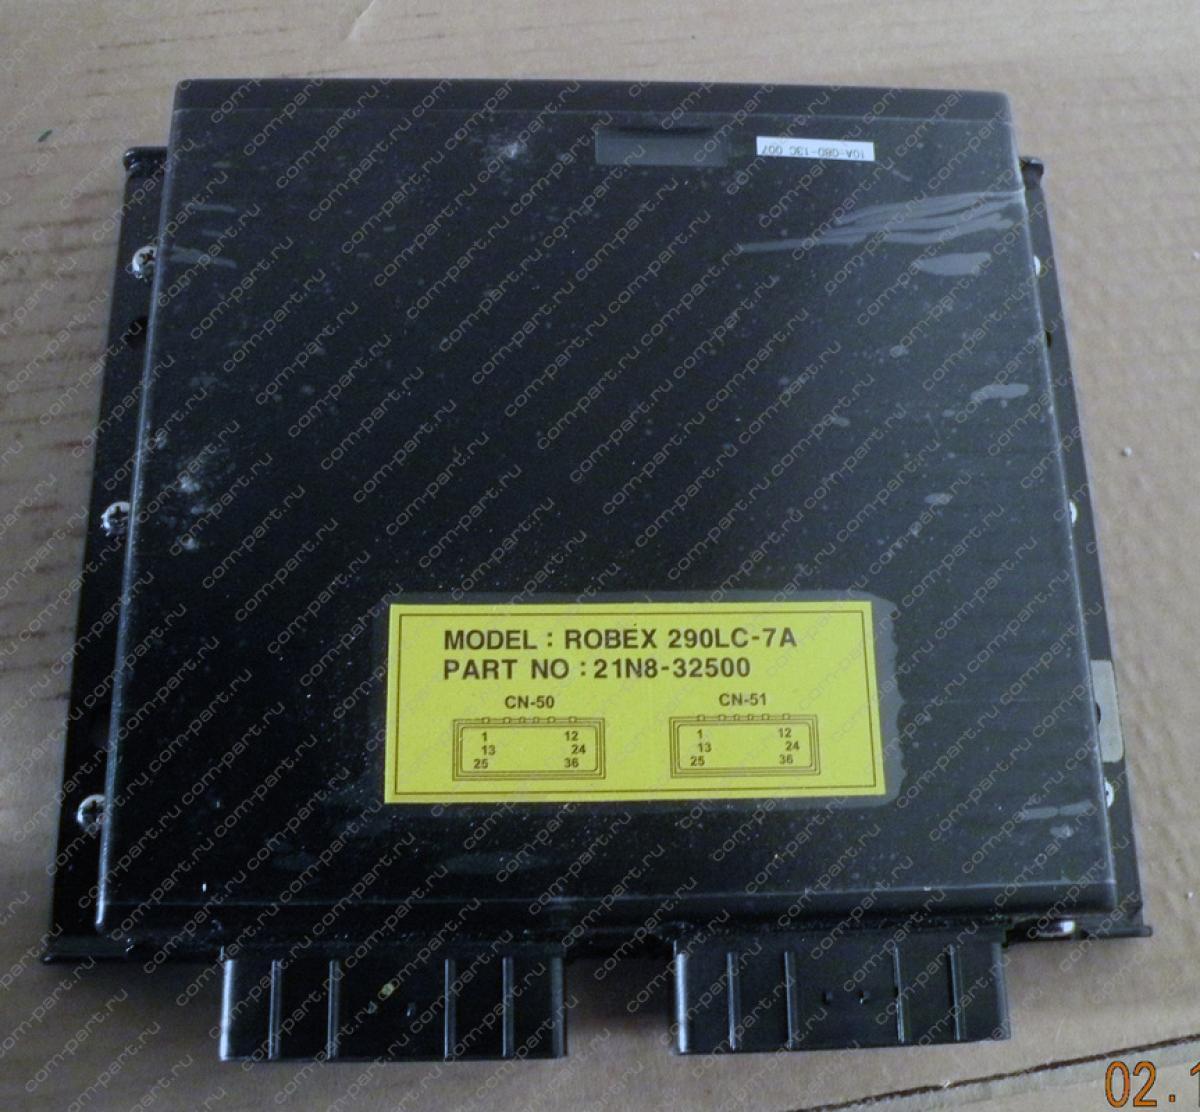 10A-080-13C 007
MODEL : ROBEX 290LC-7A
PART NO : 21N8-32500
CN-50 CN-51
1 12 1 12
13 24 13 24
25 36 25 36
com-part.ru
02.1